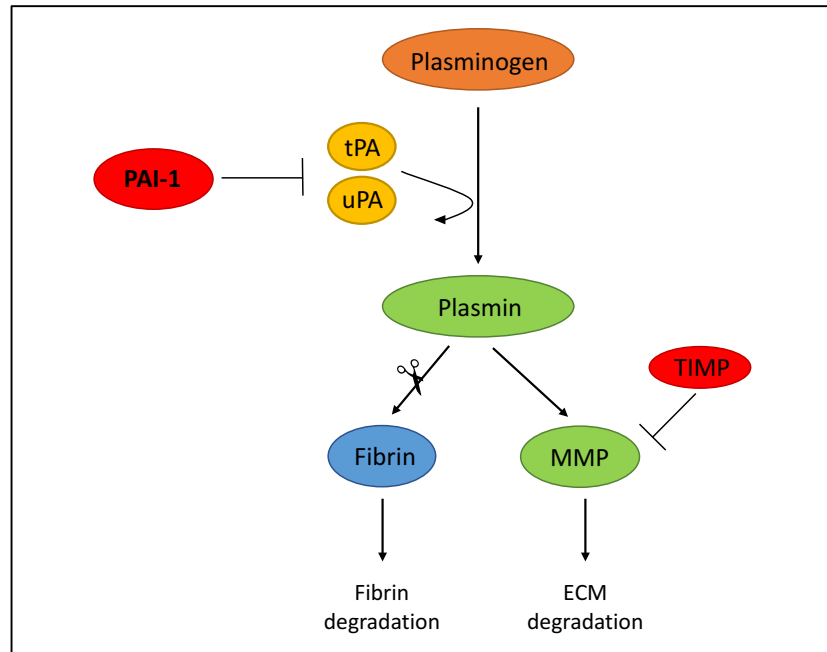 Plasminogen
tPA
PAI-1
uPA
Plasmin
TIMP
Fibrin
MMP
Fibrin
degradation
ECM
degradation